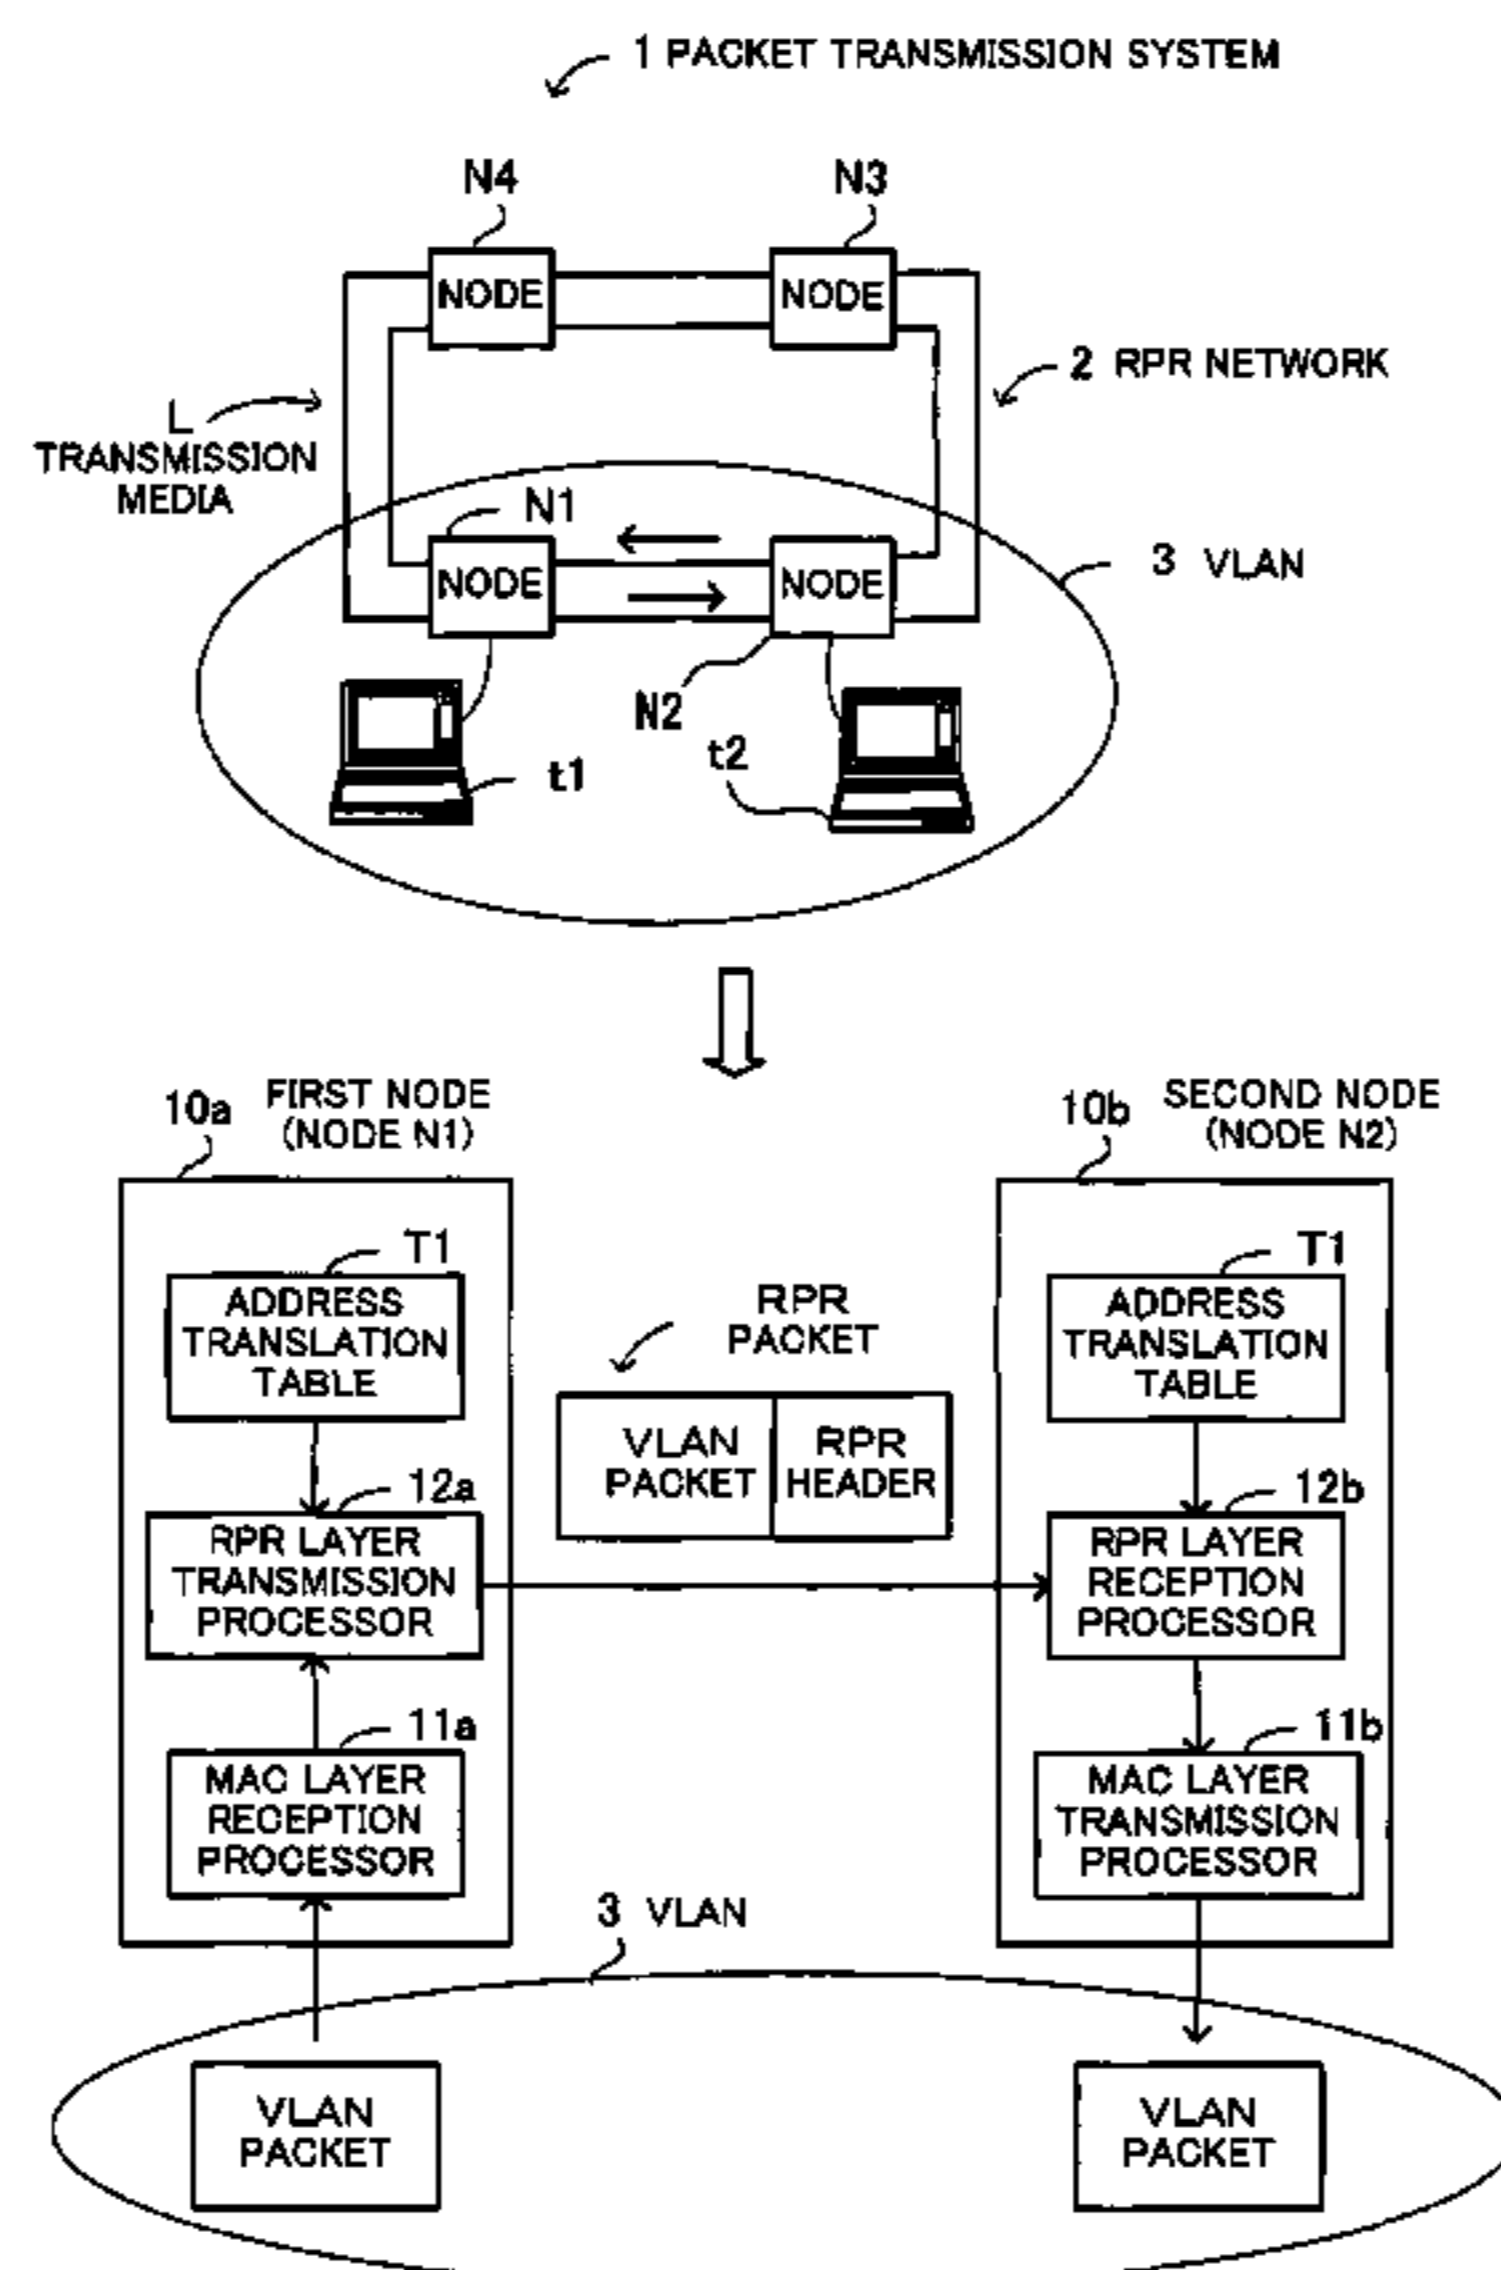 1 PACKET TRANSMISSION SYSTEM
N4
N3
NODE
NODE
2 RPR NETWORK
L
TRANSMISSION
MEDIA
N1
3 VLAN
NODE
NODE
N2
t1
t2
10a
FIRST NODE
(NODE N1)
10b
SECOND NODE
(NODE N2)
T1
ADDRESS
TRANSLATION
TABLE
RPR
PACKET
T1
ADDRESS
TRANSLATION
TABLE
VLAN
PACKET
RPR
HEADER
12a
RPR LAYER
TRANSMISSION
PROCESSOR
12b
RPR LAYER
RECEPTION
PROCESSOR
11a
MAC LAYER
RECEPTION
PROCESSOR
11b
MAC LAYER
TRANSMISSION
PROCESSOR
3 VLAN
VLAN
PACKET
VLAN
PACKET